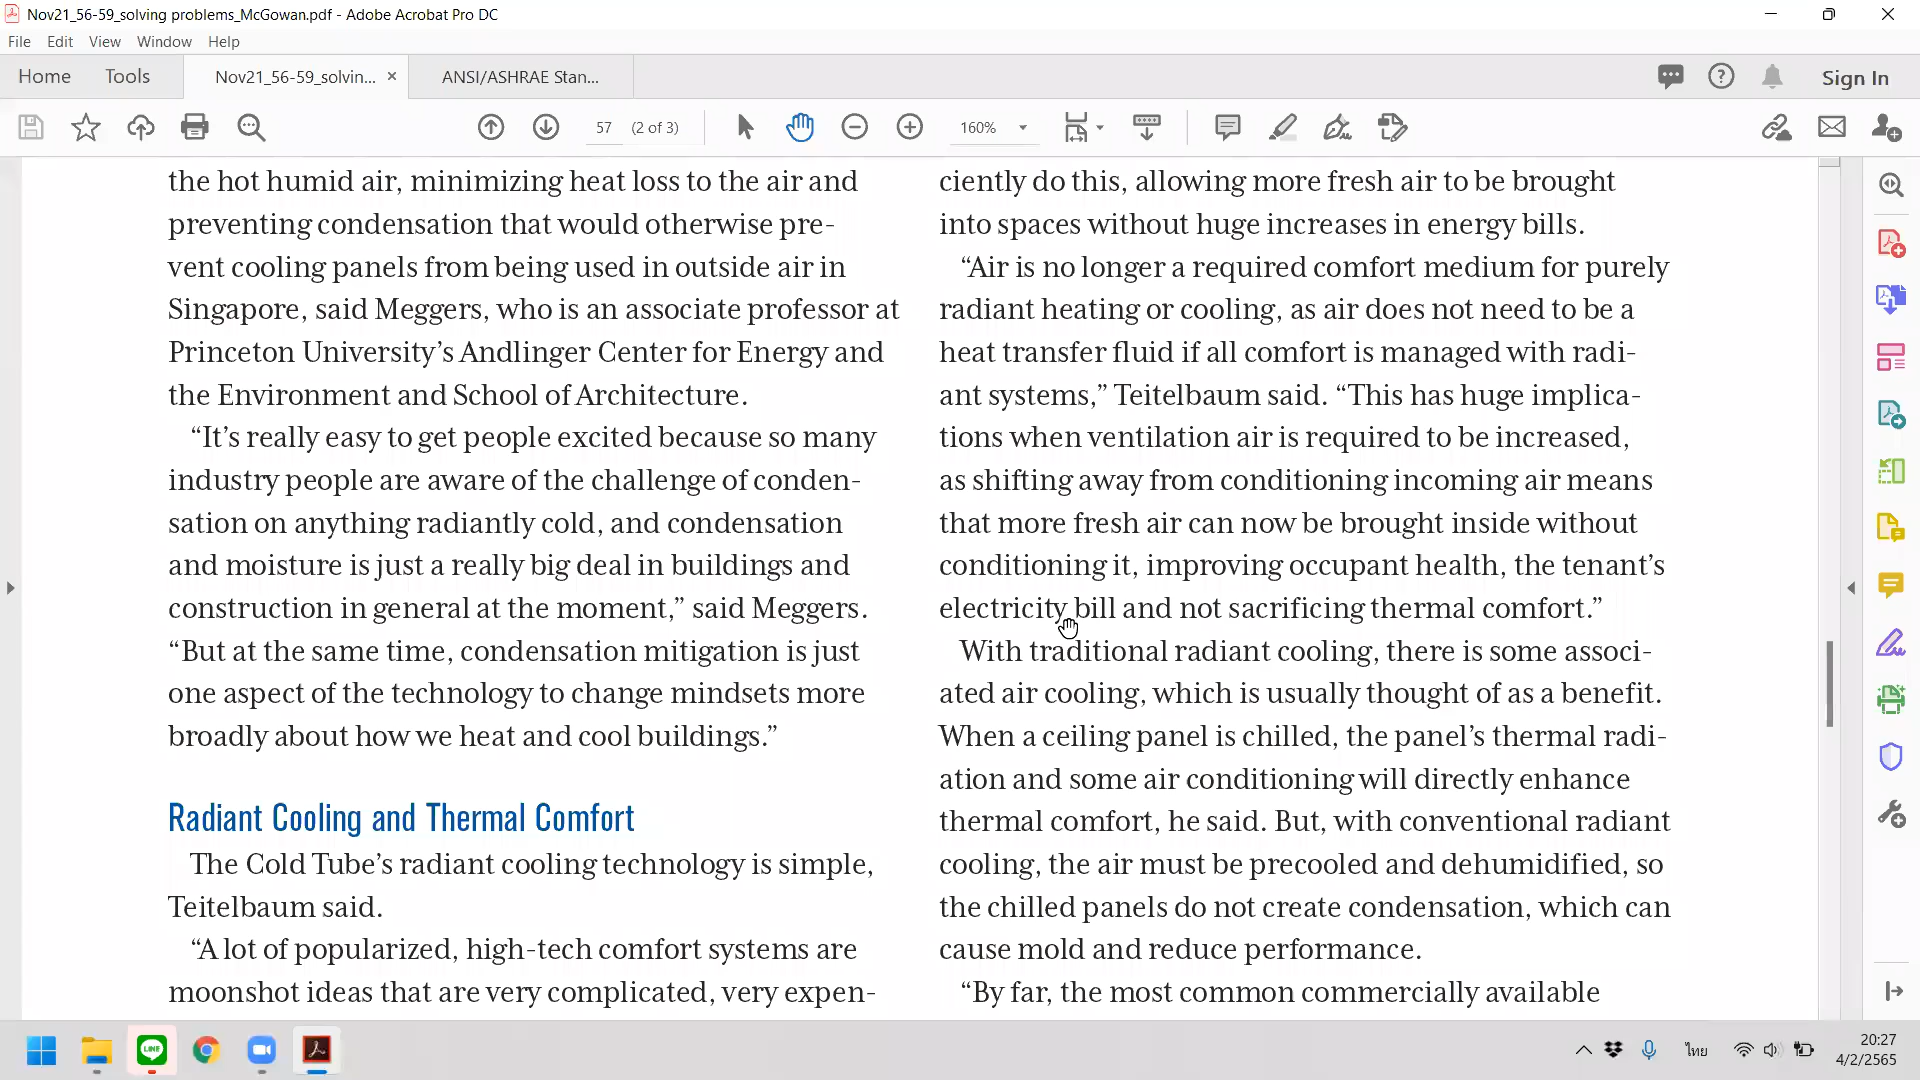 Nov21_56-59_solving problems_McGowan.pdf - Adobe Acrobat Pro DC
File Edit View Window Help
Home Tools Nov21_56-59_solvin... × ANSI/ASHRAE Stan... Sign In
57 (2 of 3) 160%
the hot humid air, minimizing heat loss to the air and
preventing condensation that would otherwise pre-
vent cooling panels from being used in outside air in
Singapore, said Meggers, who is an associate professor at
Princeton University’s Andlinger Center for Energy and
the Environment and School of Architecture.
“It’s really easy to get people excited because so many
industry people are aware of the challenge of conden-
sation on anything radiantly cold, and condensation
and moisture is just a really big deal in buildings and
construction in general at the moment,” said Meggers.
“But at the same time, condensation mitigation is just
one aspect of the technology to change mindsets more
broadly about how we heat and cool buildings.”
Radiant Cooling and Thermal Comfort
The Cold Tube’s radiant cooling technology is simple,
Teitelbaum said.
“A lot of popularized, high-tech comfort systems are
moonshot ideas that are very complicated, very expen-
ciently do this, allowing more fresh air to be brought
into spaces without huge increases in energy bills.
“Air is no longer a required comfort medium for purely
radiant heating or cooling, as air does not need to be a
heat transfer fluid if all comfort is managed with radi-
ant systems,” Teitelbaum said. “This has huge implica-
tions when ventilation air is required to be increased,
as shifting away from conditioning incoming air means
that more fresh air can now be brought inside without
conditioning it, improving occupant health, the tenant’s
electricity bill and not sacrificing thermal comfort.”
With traditional radiant cooling, there is some associ-
ated air cooling, which is usually thought of as a benefit.
When a ceiling panel is chilled, the panel’s thermal radi-
ation and some air conditioning will directly enhance
thermal comfort, he said. But, with conventional radiant
cooling, the air must be precooled and dehumidified, so
the chilled panels do not create condensation, which can
cause mold and reduce performance.
“By far, the most common commercially available
LINE
ไทย
20:27
4/2/2565